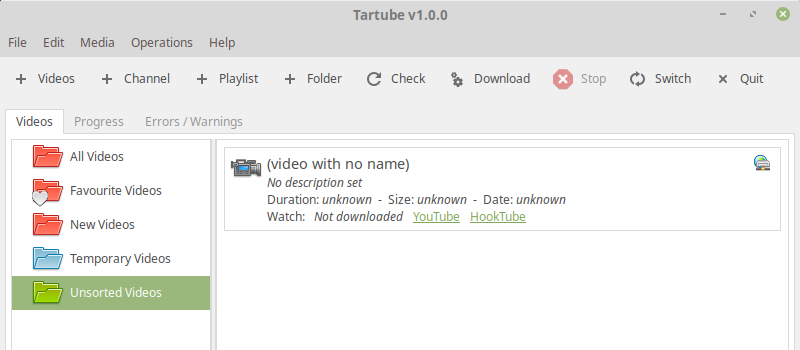 Tartube v1.0.0
File Edit Media Operations Help
+ Videos + Channel + Playlist + Folder Check Download Stop Switch Quit
Videos Progress Errors / Warnings
All Videos
Favourite Videos
New Videos
Temporary Videos
Unsorted Videos
(video with no name)
No description set
Duration: unknown - Size: unknown - Date: unknown
Watch: Not downloaded YouTube HookTube